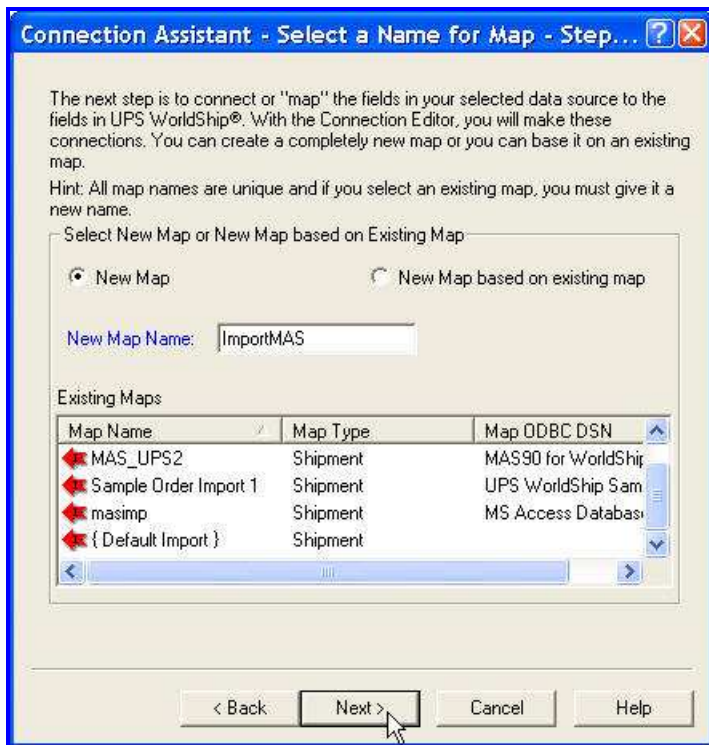 Connection Assistant - Select a Name for Map - Step...
The next step is to connect or "map" the fields in your selected data source to the
fields in UPS WorldShip®. With the Connection Editor, you will make these
connections. You can create a completely new map or you can base it on an existing
map.
Hint: All map names are unique and if you select an existing map, you must give it a
new name.
Select New Map or New Map based on Existing Map
New Map
New Map based on existing map
New Map Name: ImportMAS
Existing Maps
Map Name Map Type Map ODBC DSN
MAS_UPS2 Shipment MAS90 for WorldShip
Sample Order Import 1 Shipment UPS WorldShip Sam
masimp Shipment MS Access Databas
{ Default Import } Shipment
< Back Next > Cancel Help